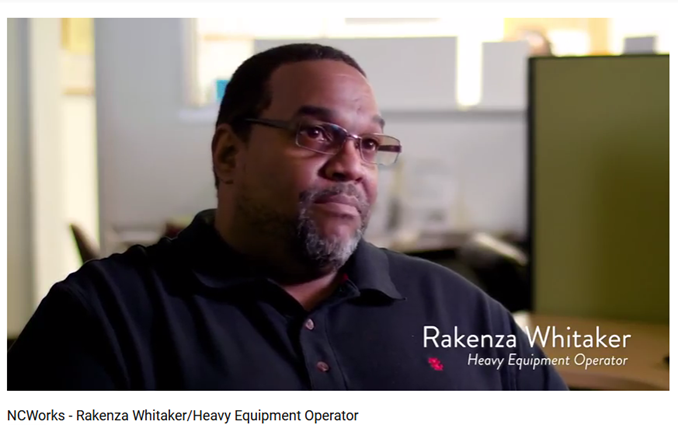 Rakenza Whitaker
Heavy Equipment Operator
NCWorks - Rakenza Whitaker/Heavy Equipment Operator